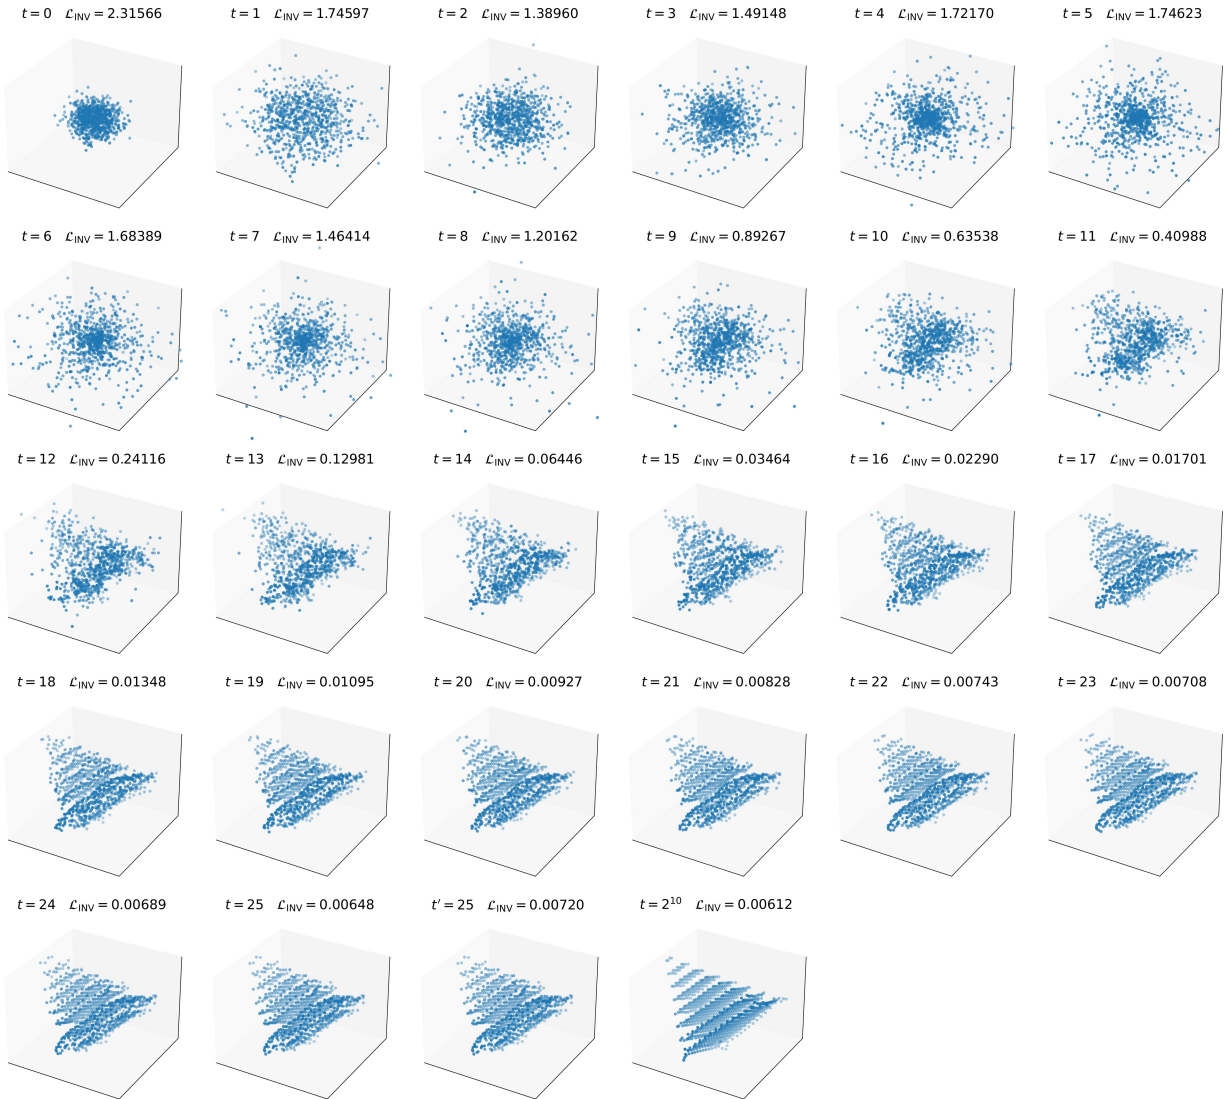 t = 0 ℒ_INV = 2.31566
t = 1 ℒ_INV = 1.74597
t = 2 ℒ_INV = 1.38960
t = 3 ℒ_INV = 1.49148
t = 4 ℒ_INV = 1.72170
t = 5 ℒ_INV = 1.74623
t = 6 ℒ_INV = 1.68389
t = 7 ℒ_INV = 1.46414
t = 8 ℒ_INV = 1.20162
t = 9 ℒ_INV = 0.89267
t = 10 ℒ_INV = 0.63538
t = 11 ℒ_INV = 0.40988
t = 12 ℒ_INV = 0.24116
t = 13 ℒ_INV = 0.12981
t = 14 ℒ_INV = 0.06446
t = 15 ℒ_INV = 0.03464
t = 16 ℒ_INV = 0.02290
t = 17 ℒ_INV = 0.01701
t = 18 ℒ_INV = 0.01348
t = 19 ℒ_INV = 0.01095
t = 20 ℒ_INV = 0.00927
t = 21 ℒ_INV = 0.00828
t = 22 ℒ_INV = 0.00743
t = 23 ℒ_INV = 0.00708
t = 24 ℒ_INV = 0.00689
t = 25 ℒ_INV = 0.00648
t′ = 25 ℒ_INV = 0.00720
t = 2¹⁰ ℒ_INV = 0.00612